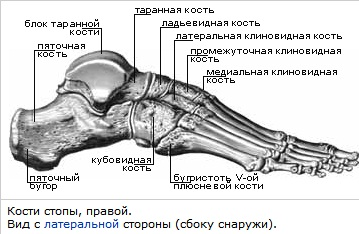 таранная кость
блок таранной
кости
ладьевидная кость
латеральная клиновидная
кость
пяточная
кость
промежуточная клиновидная
кость
медиальная клиновидная
кость
кубовидная
кость
пяточный
бугор
бугристоть V-ой
плюсневой кости
Кости стопы, правой.
Вид с латеральной стороны (сбоку снаружи).